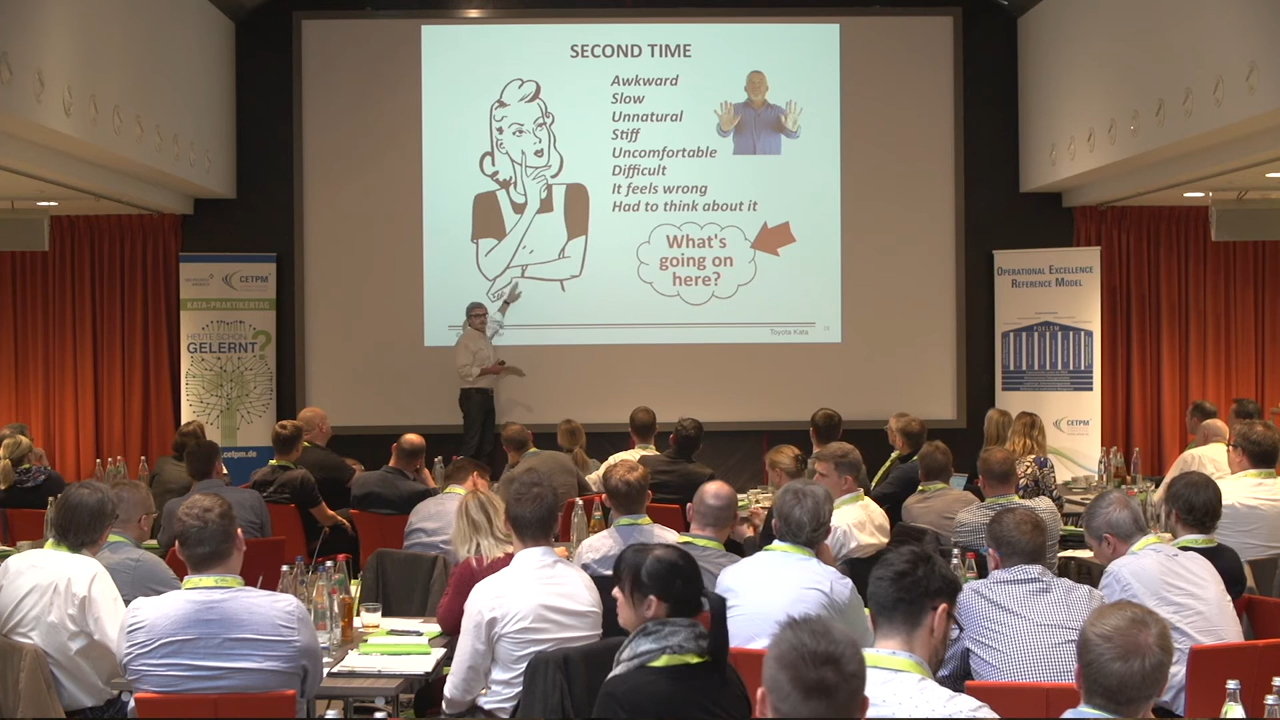 SECOND TIME
Awkward
Slow
Unnatural
Stiff
Uncomfortable
Difficult
It feels wrong
Had to think about it
What's
going on
here?
Toyota Kata
CETPM
KATA-PRAKTIKERTAG
HEUTE SCHON
GELERNT?
.cetpm.de
OPERATIONAL EXCELLENCE
REFERENCE MODEL
CETPM